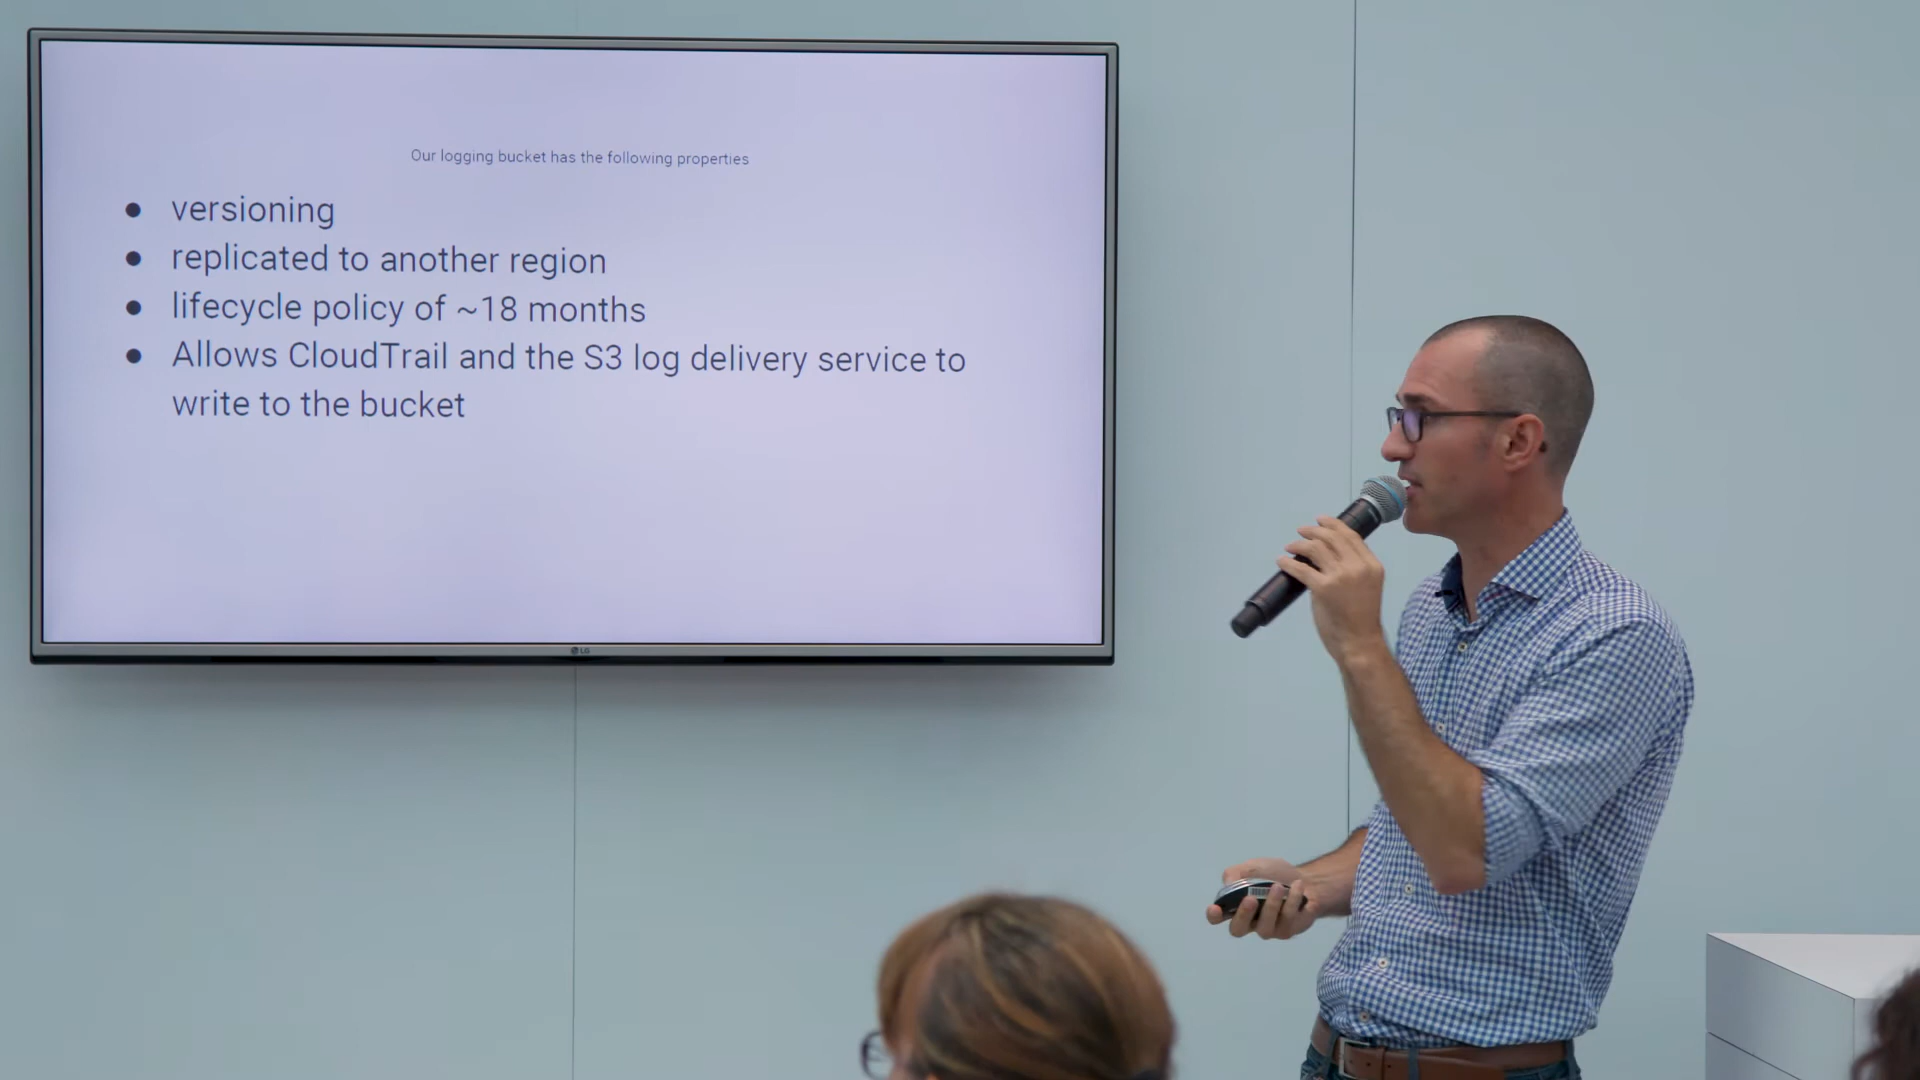 Our logging bucket has the following properties
● versioning
● replicated to another region
● lifecycle policy of ~18 months
● Allows CloudTrail and the S3 log delivery service to
write to the bucket
LG